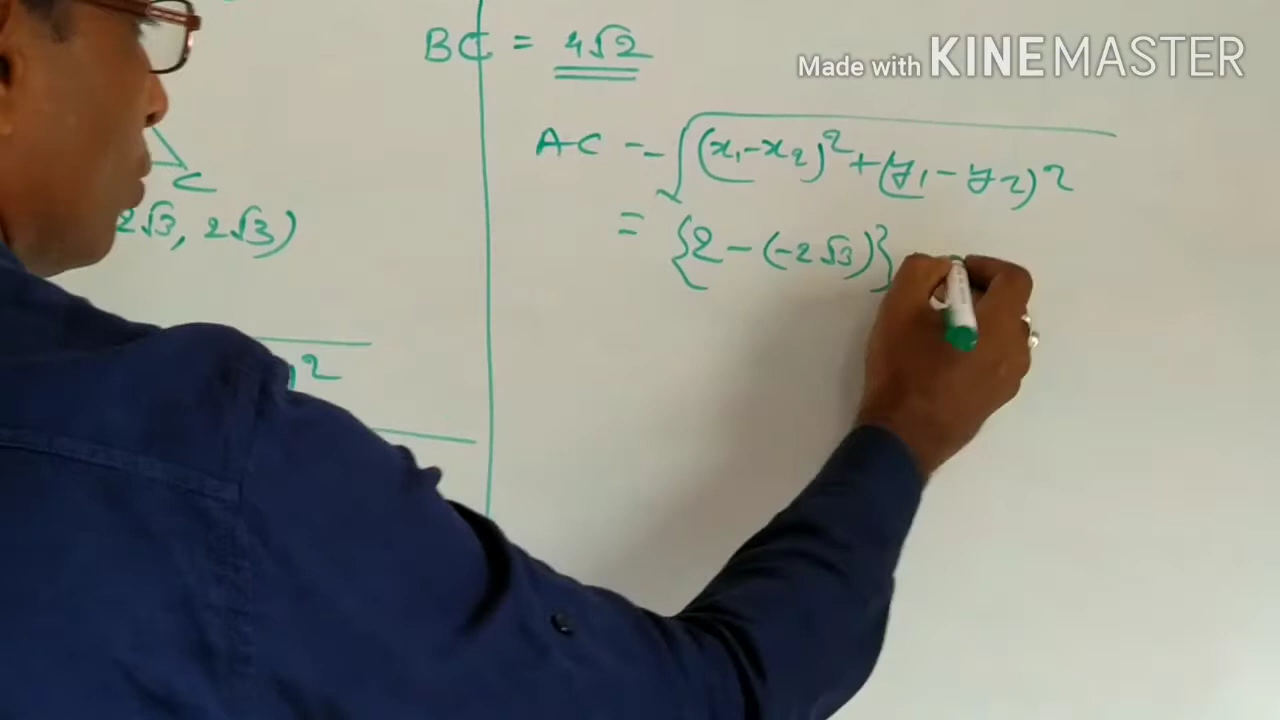 Made with KINEMASTER
BC = 4√2
AC = √(x₁-x₂)²+(y₁-y₂)²
= {2-(-2√3)}
C
2√3, 2√3)
2